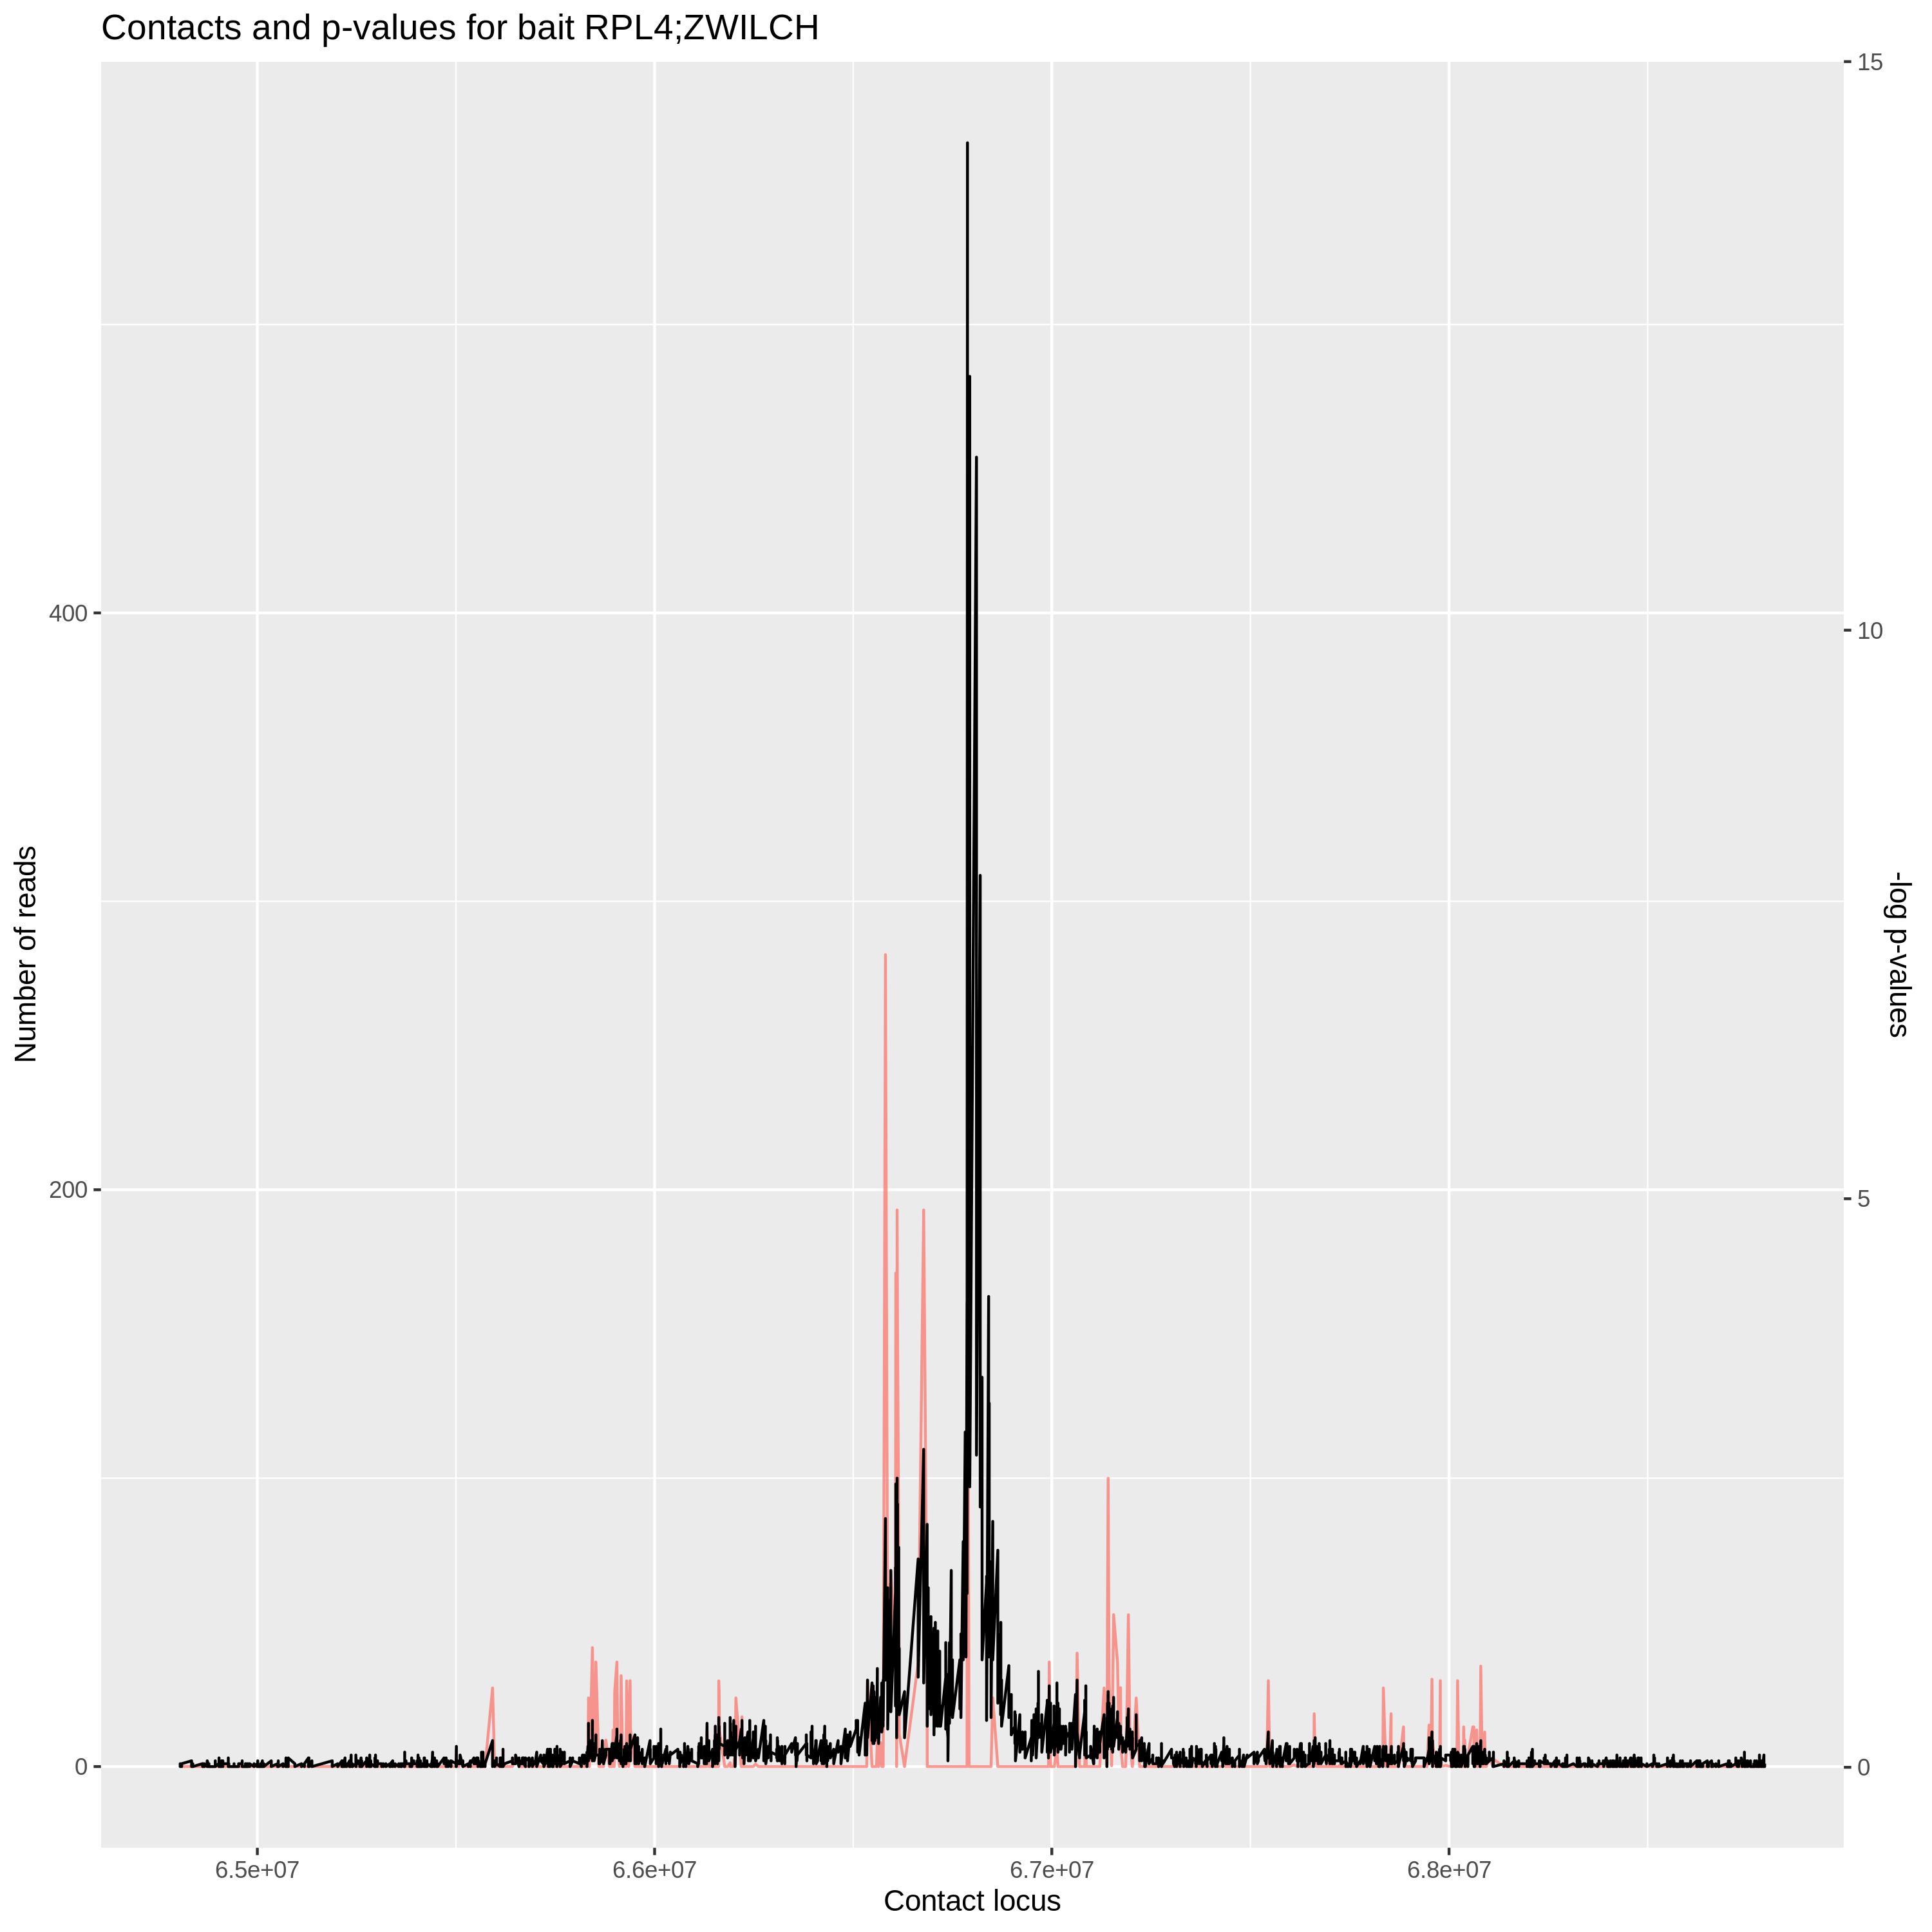 Contacts and p-values for bait RPL4;ZWILCH
15
10
5
0
-log p-values
400
200
0
Number of reads
6.5e+07 6.6e+07 6.7e+07 6.8e+07
Contact locus